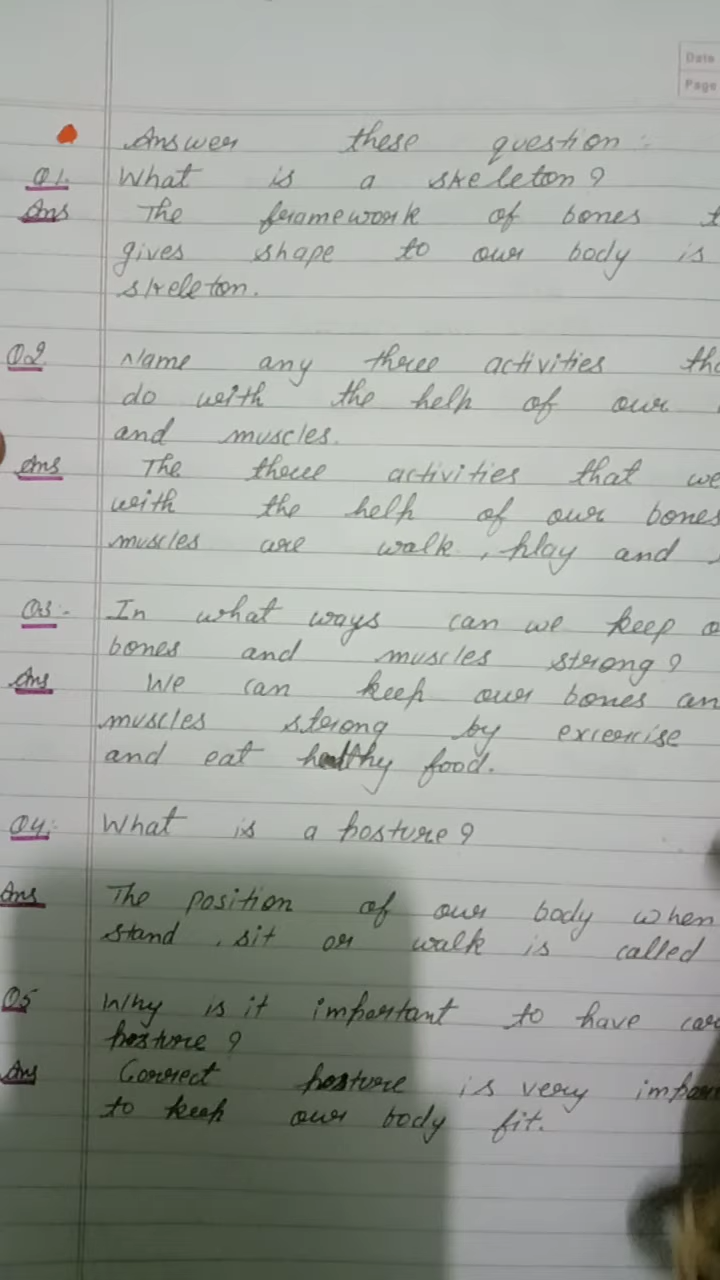 Date
Page
Answer these question :
Q1. What is a skeleton?
Ans The framework of bones
gives shape to our body is
skeleton.
Q2 Name any three activities
do with the help of our
and muscles.
Ans The three activities that we
with the help of our bones
muscles are walk, play and
Q3:- In what ways can we keep
bones and muscles strong?
Ans We can keep our bones
muscles strong by excercise
and eat healthy food.
Q4:- What is a posture?
Ans The position of our body when
stand, sit or walk is called
Q5 Why is it important to have
posture?
Ans Correct posture is very
to keep our body fit.